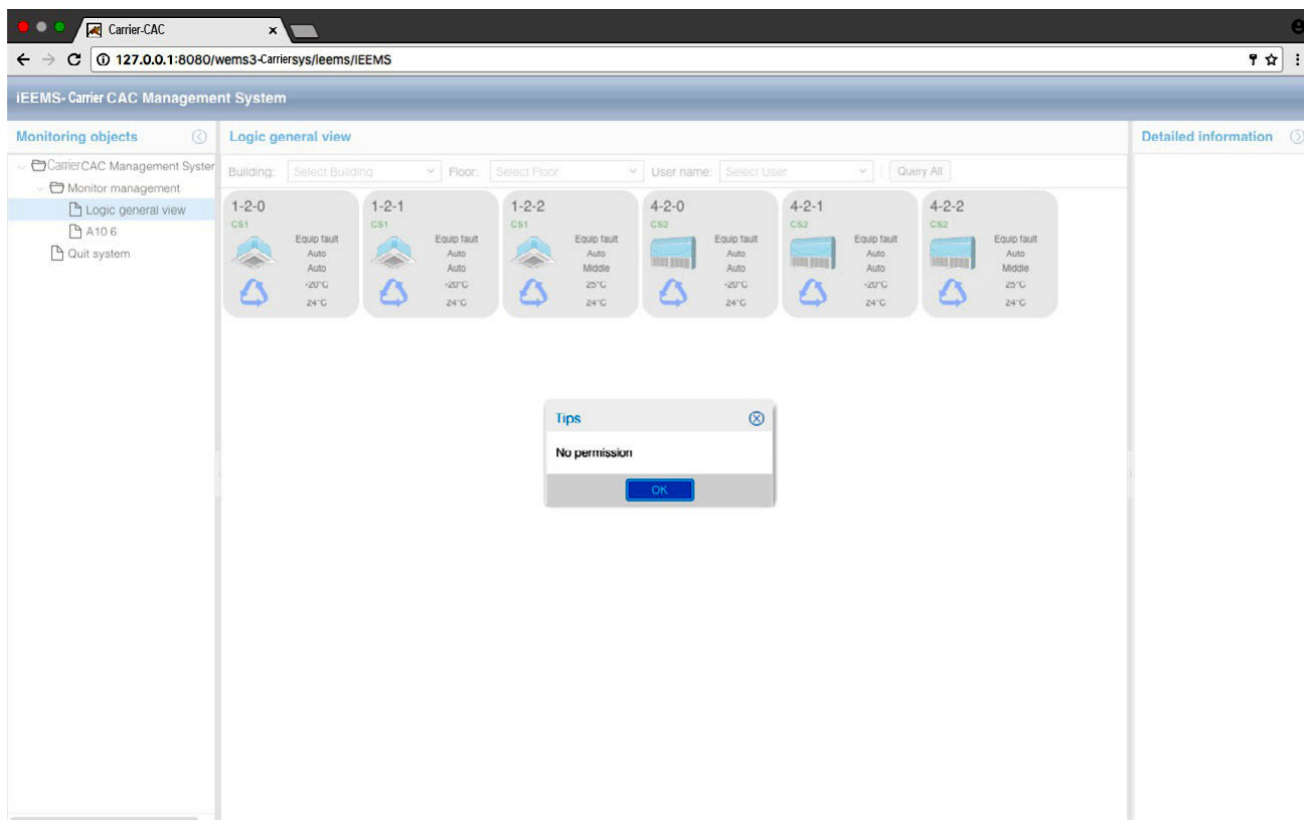 Carrier-CAC
127.0.0.1:8080/wems3-Carriersys/leems/IEEMS
iEEMS- Carrier CAC Management System
Monitoring objects
Logic general view
Detailed information
Carrier CAC Management Syster
Building: Select Building Floor: Select Floor User name: Select User Query All
Monitor management
Logic general view
A10 6
Quit system
1-2-0 1-2-1 1-2-2 4-2-0 4-2-1 4-2-2
CS1 CS1 CS1 CS2 CS2 CS2
Equip fault Equip fault Equip fault Equip fault Equip fault Equip fault
Auto Auto Auto Auto Auto Auto
Auto Auto Middle Auto Auto Middle
-20°C -20°C 25°C -20°C -20°C 25°C
24°C 24°C 24°C 24°C 24°C 24°C
Tips
No permission
OK